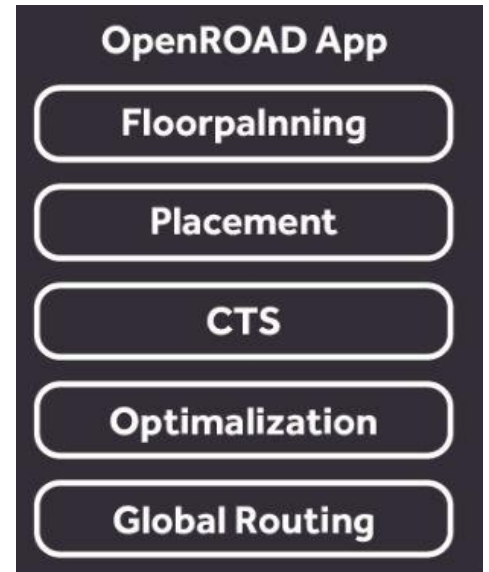 OpenROAD App
Floorpalnning
Placement
CTS
Optimalization
Global Routing